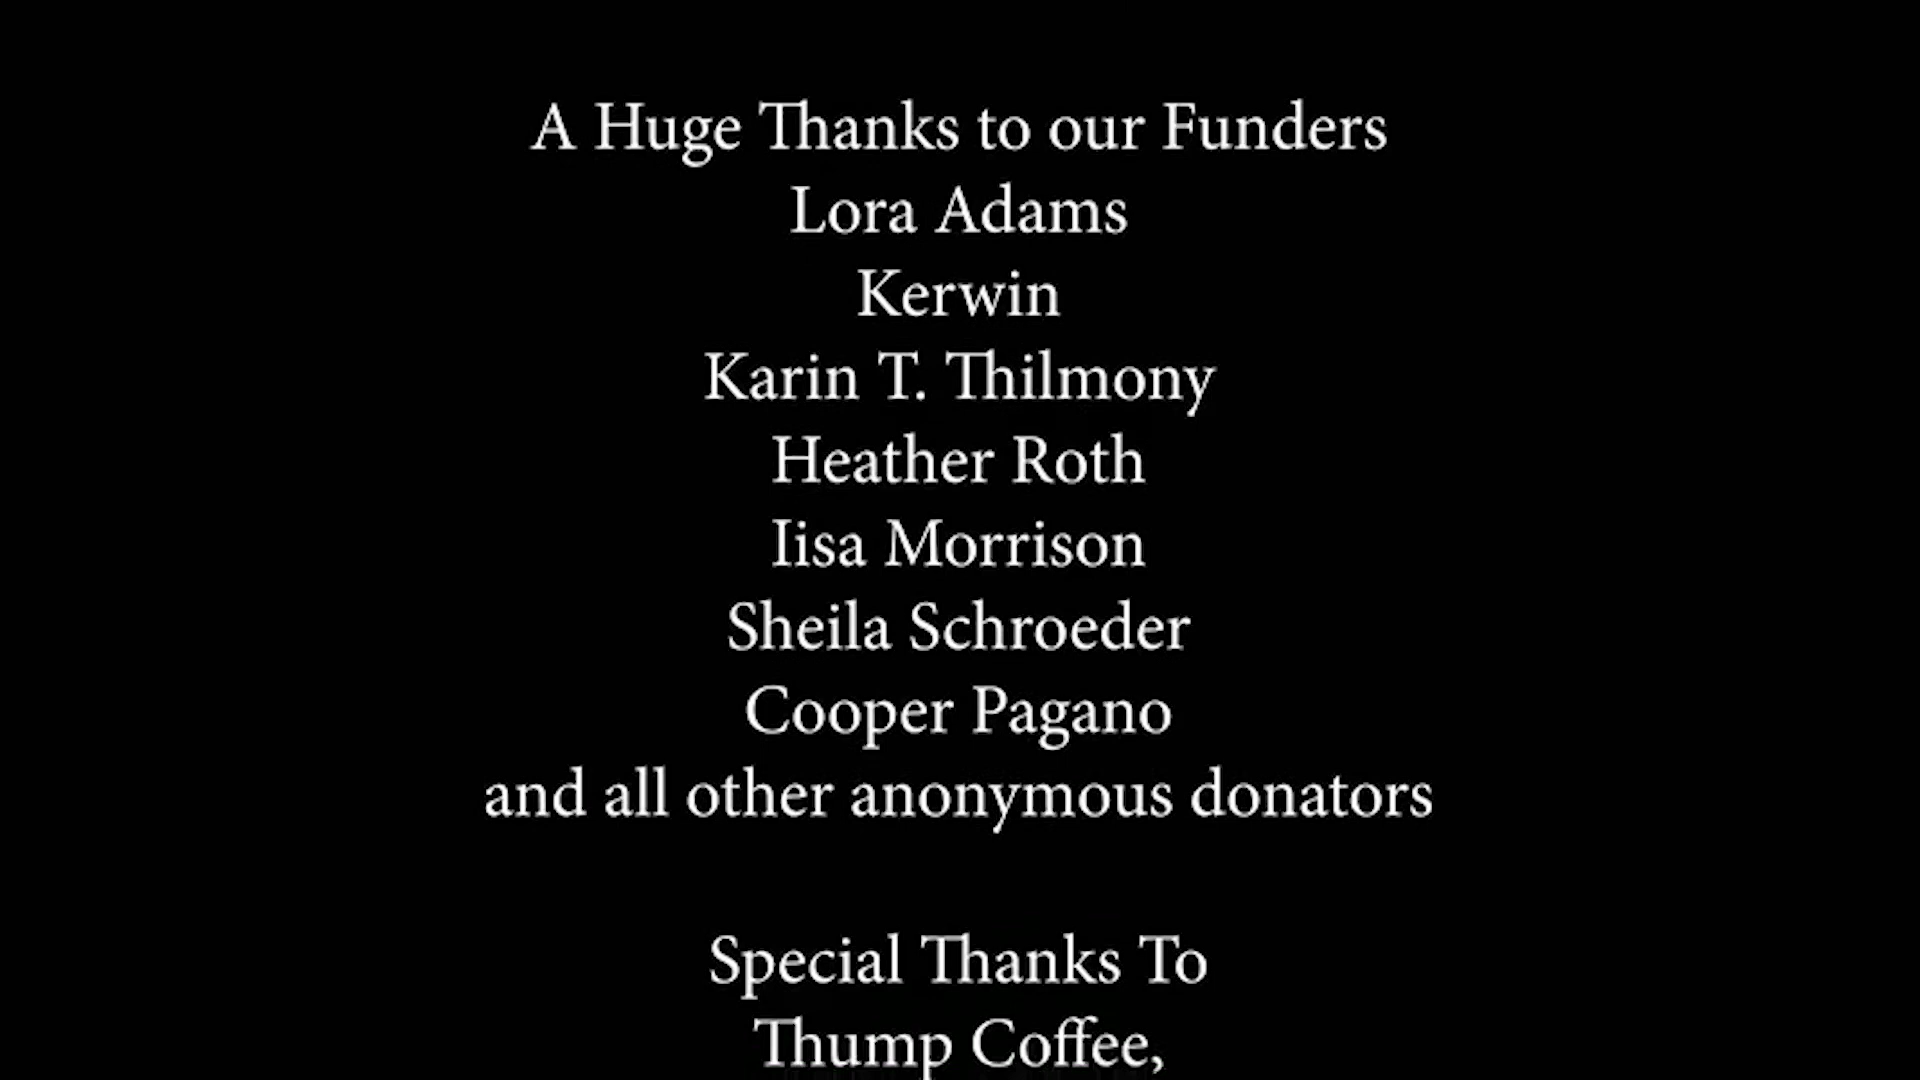 A Huge Thanks to our Funders
Lora Adams
Kerwin
Karin T. Thilmony
Heather Roth
Iisa Morrison
Sheila Schroeder
Cooper Pagano
and all other anonymous donators
Special Thanks To
Thump Coffee,